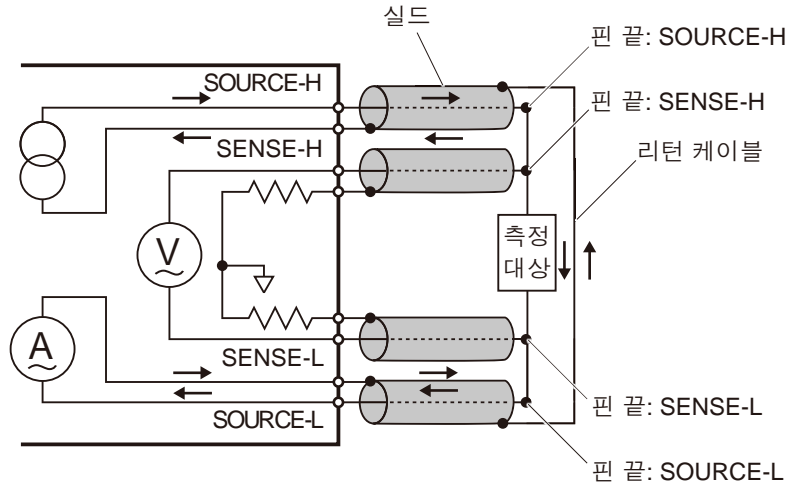 실드
핀 끝: SOURCE-H
SOURCE-H
핀 끝: SENSE-H
SENSE-H
리턴 케이블
V
측정
대상
A
SENSE-L
SOURCE-L
핀 끝: SENSE-L
핀 끝: SOURCE-L